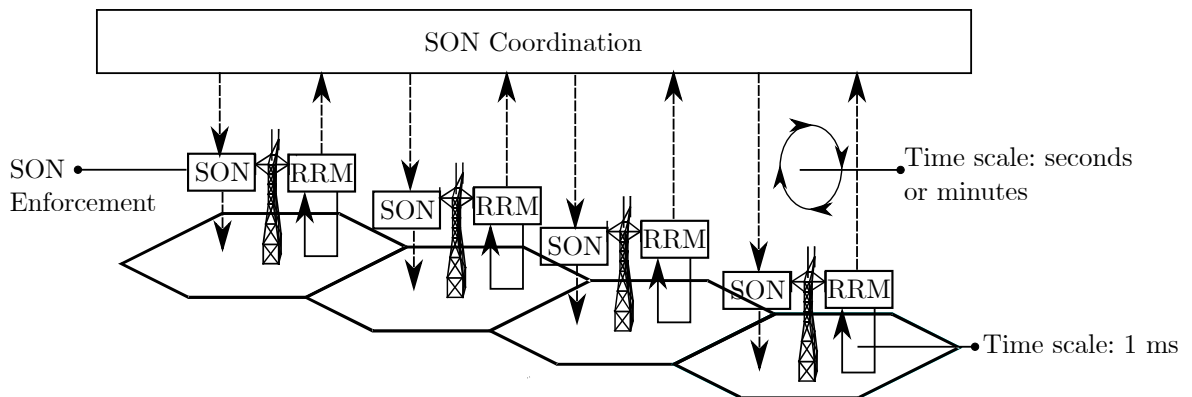 SON Coordination
SON
Enforcement
SON
RRM
SON
RRM
SON
RRM
SON
RRM
Time scale: seconds
or minutes
Time scale: 1 ms